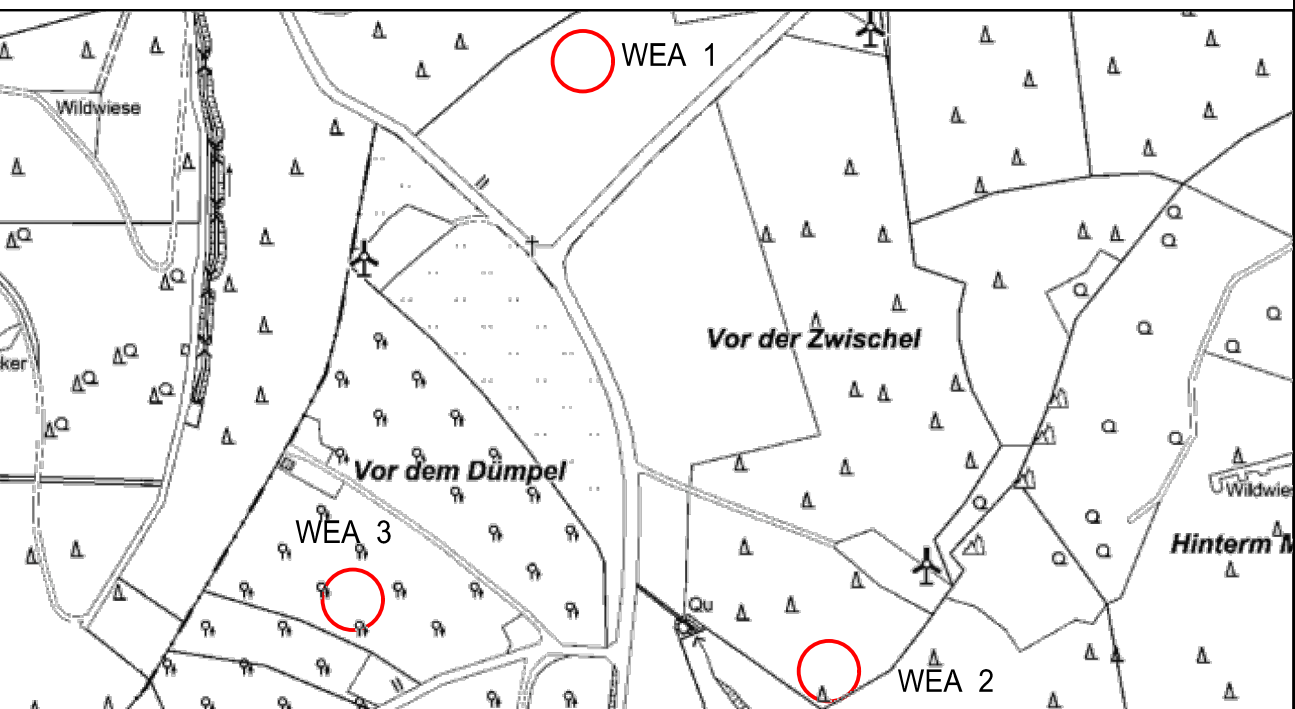 WEA 1
Wildwiese
Vor der Zwischel
ker
Vor dem Dümpel
Wildwie
WEA 3
Hinterm M
Qu
WEA 2